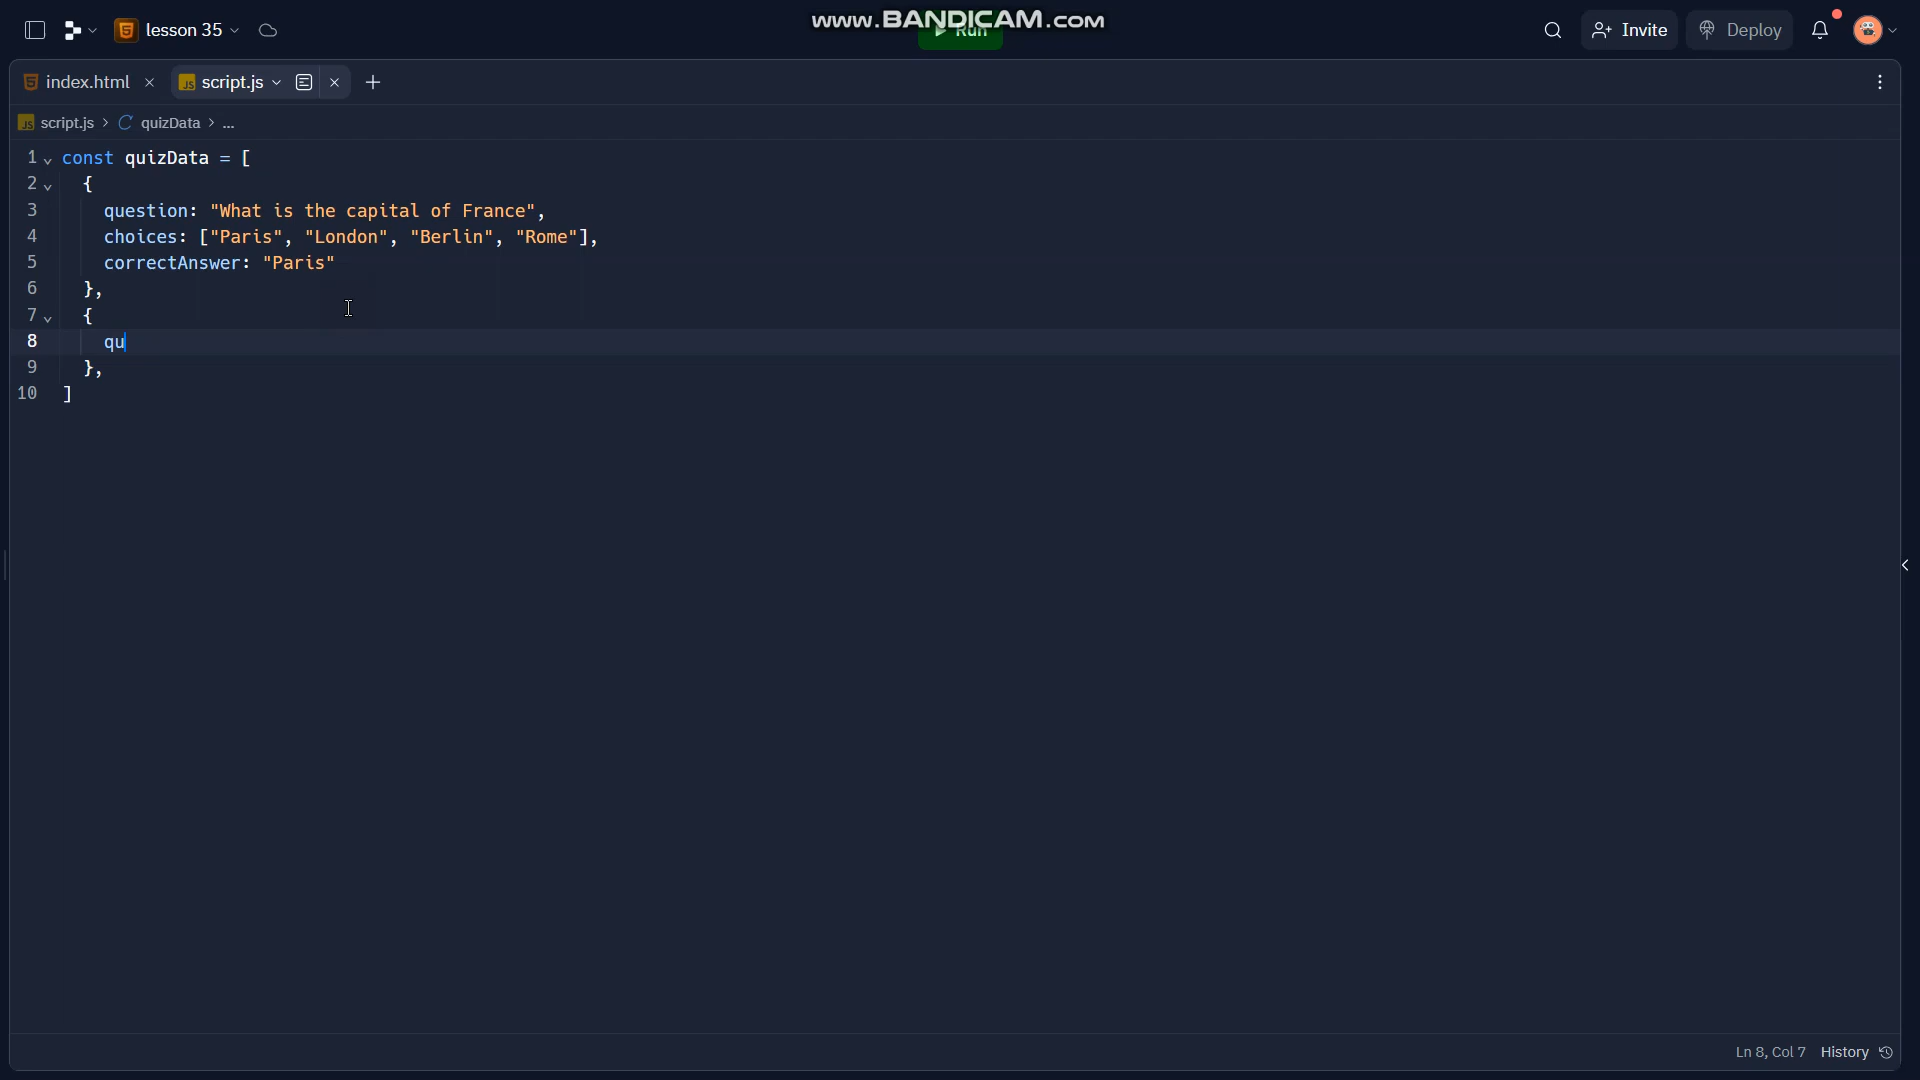 lesson 35
www.BANDICAM.com
Run
Invite
Deploy
index.html
script.js
script.js > quizData > ...
1 const quizData = [
2 {
3 question: "What is the capital of France",
4 choices: ["Paris", "London", "Berlin", "Rome"],
5 correctAnswer: "Paris"
6 },
7 {
8 qu
9 },
10 ]
Ln 8, Col 7 History